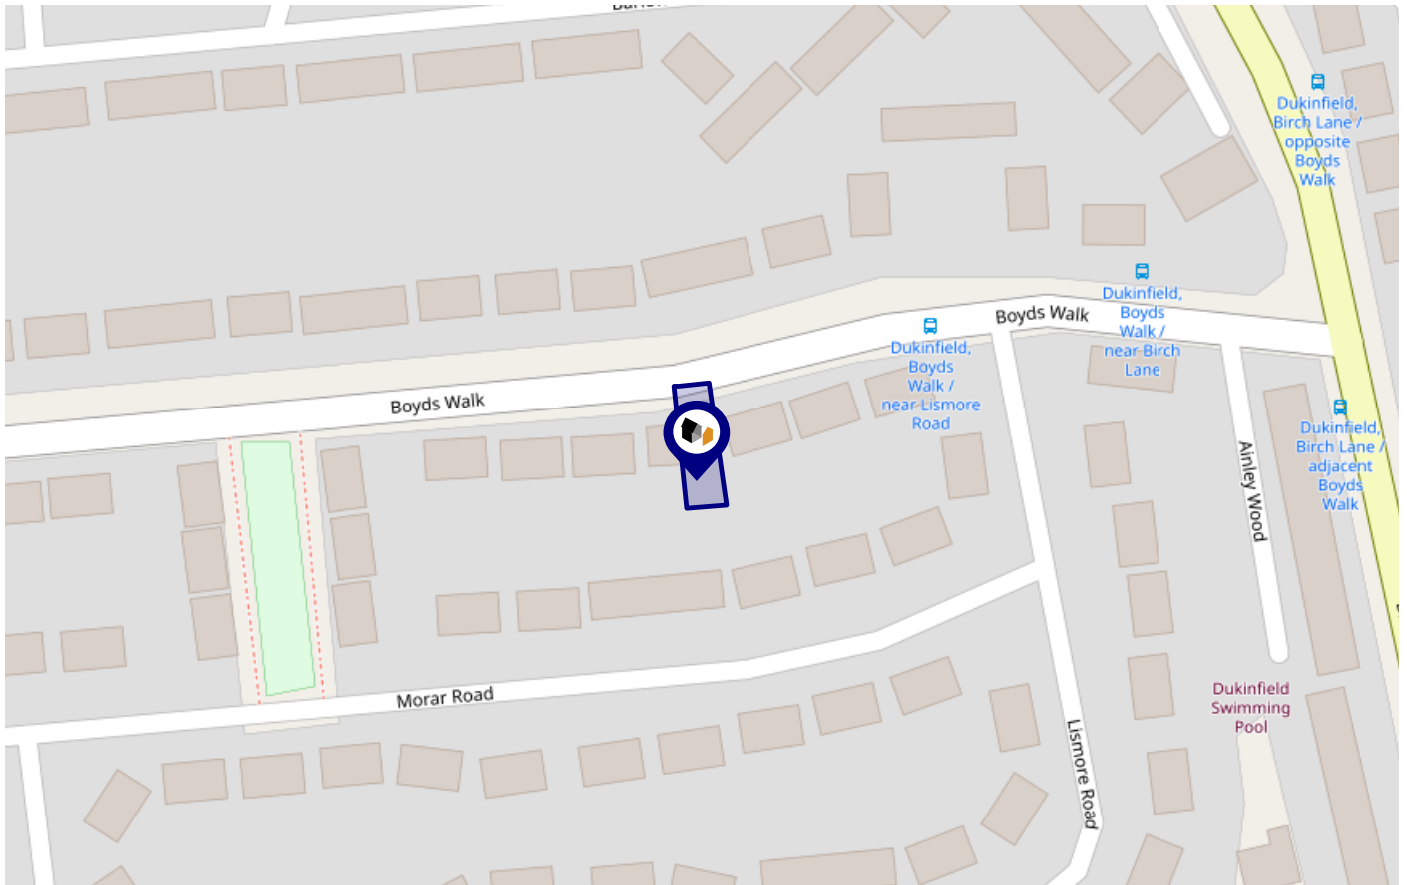 Dukinfield,
Birch Lane /
opposite
Boyds
Walk
Dukinfield,
Boyds
Walk /
near Birch
Lane
Boyds Walk
Dukinfield,
Boyds
Walk /
near Lismore
Road
Boyds Walk
Dukinfield,
Birch Lane /
adjacent
Boyds
Walk
Ainley Wood
Morar Road
Dukinfield
Swimming
Pool
Lismore Road